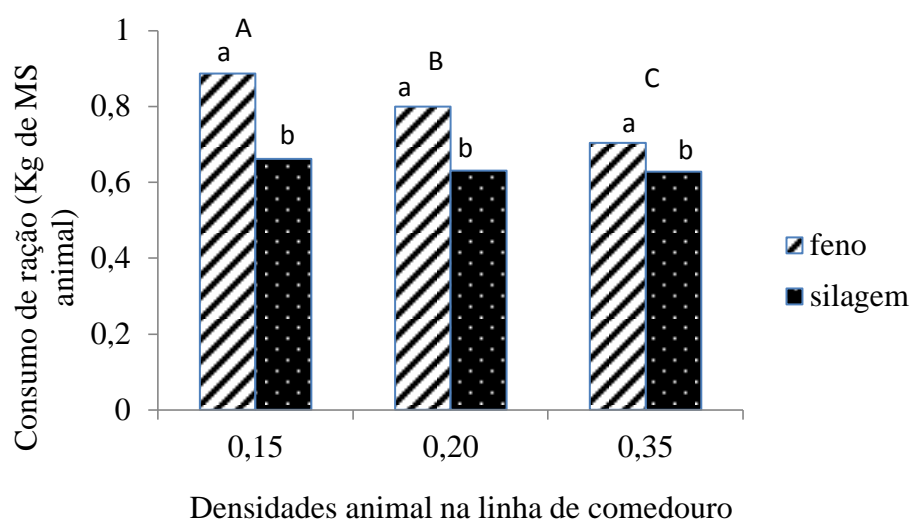 Consumo de ração (Kg de MS
animal)
1
0,8
0,6
0,4
0,2
0
A
a
b
B
a
b
C
a
b
0,15
0,20
0,35
Densidades animal na linha de comedouro
feno
silagem